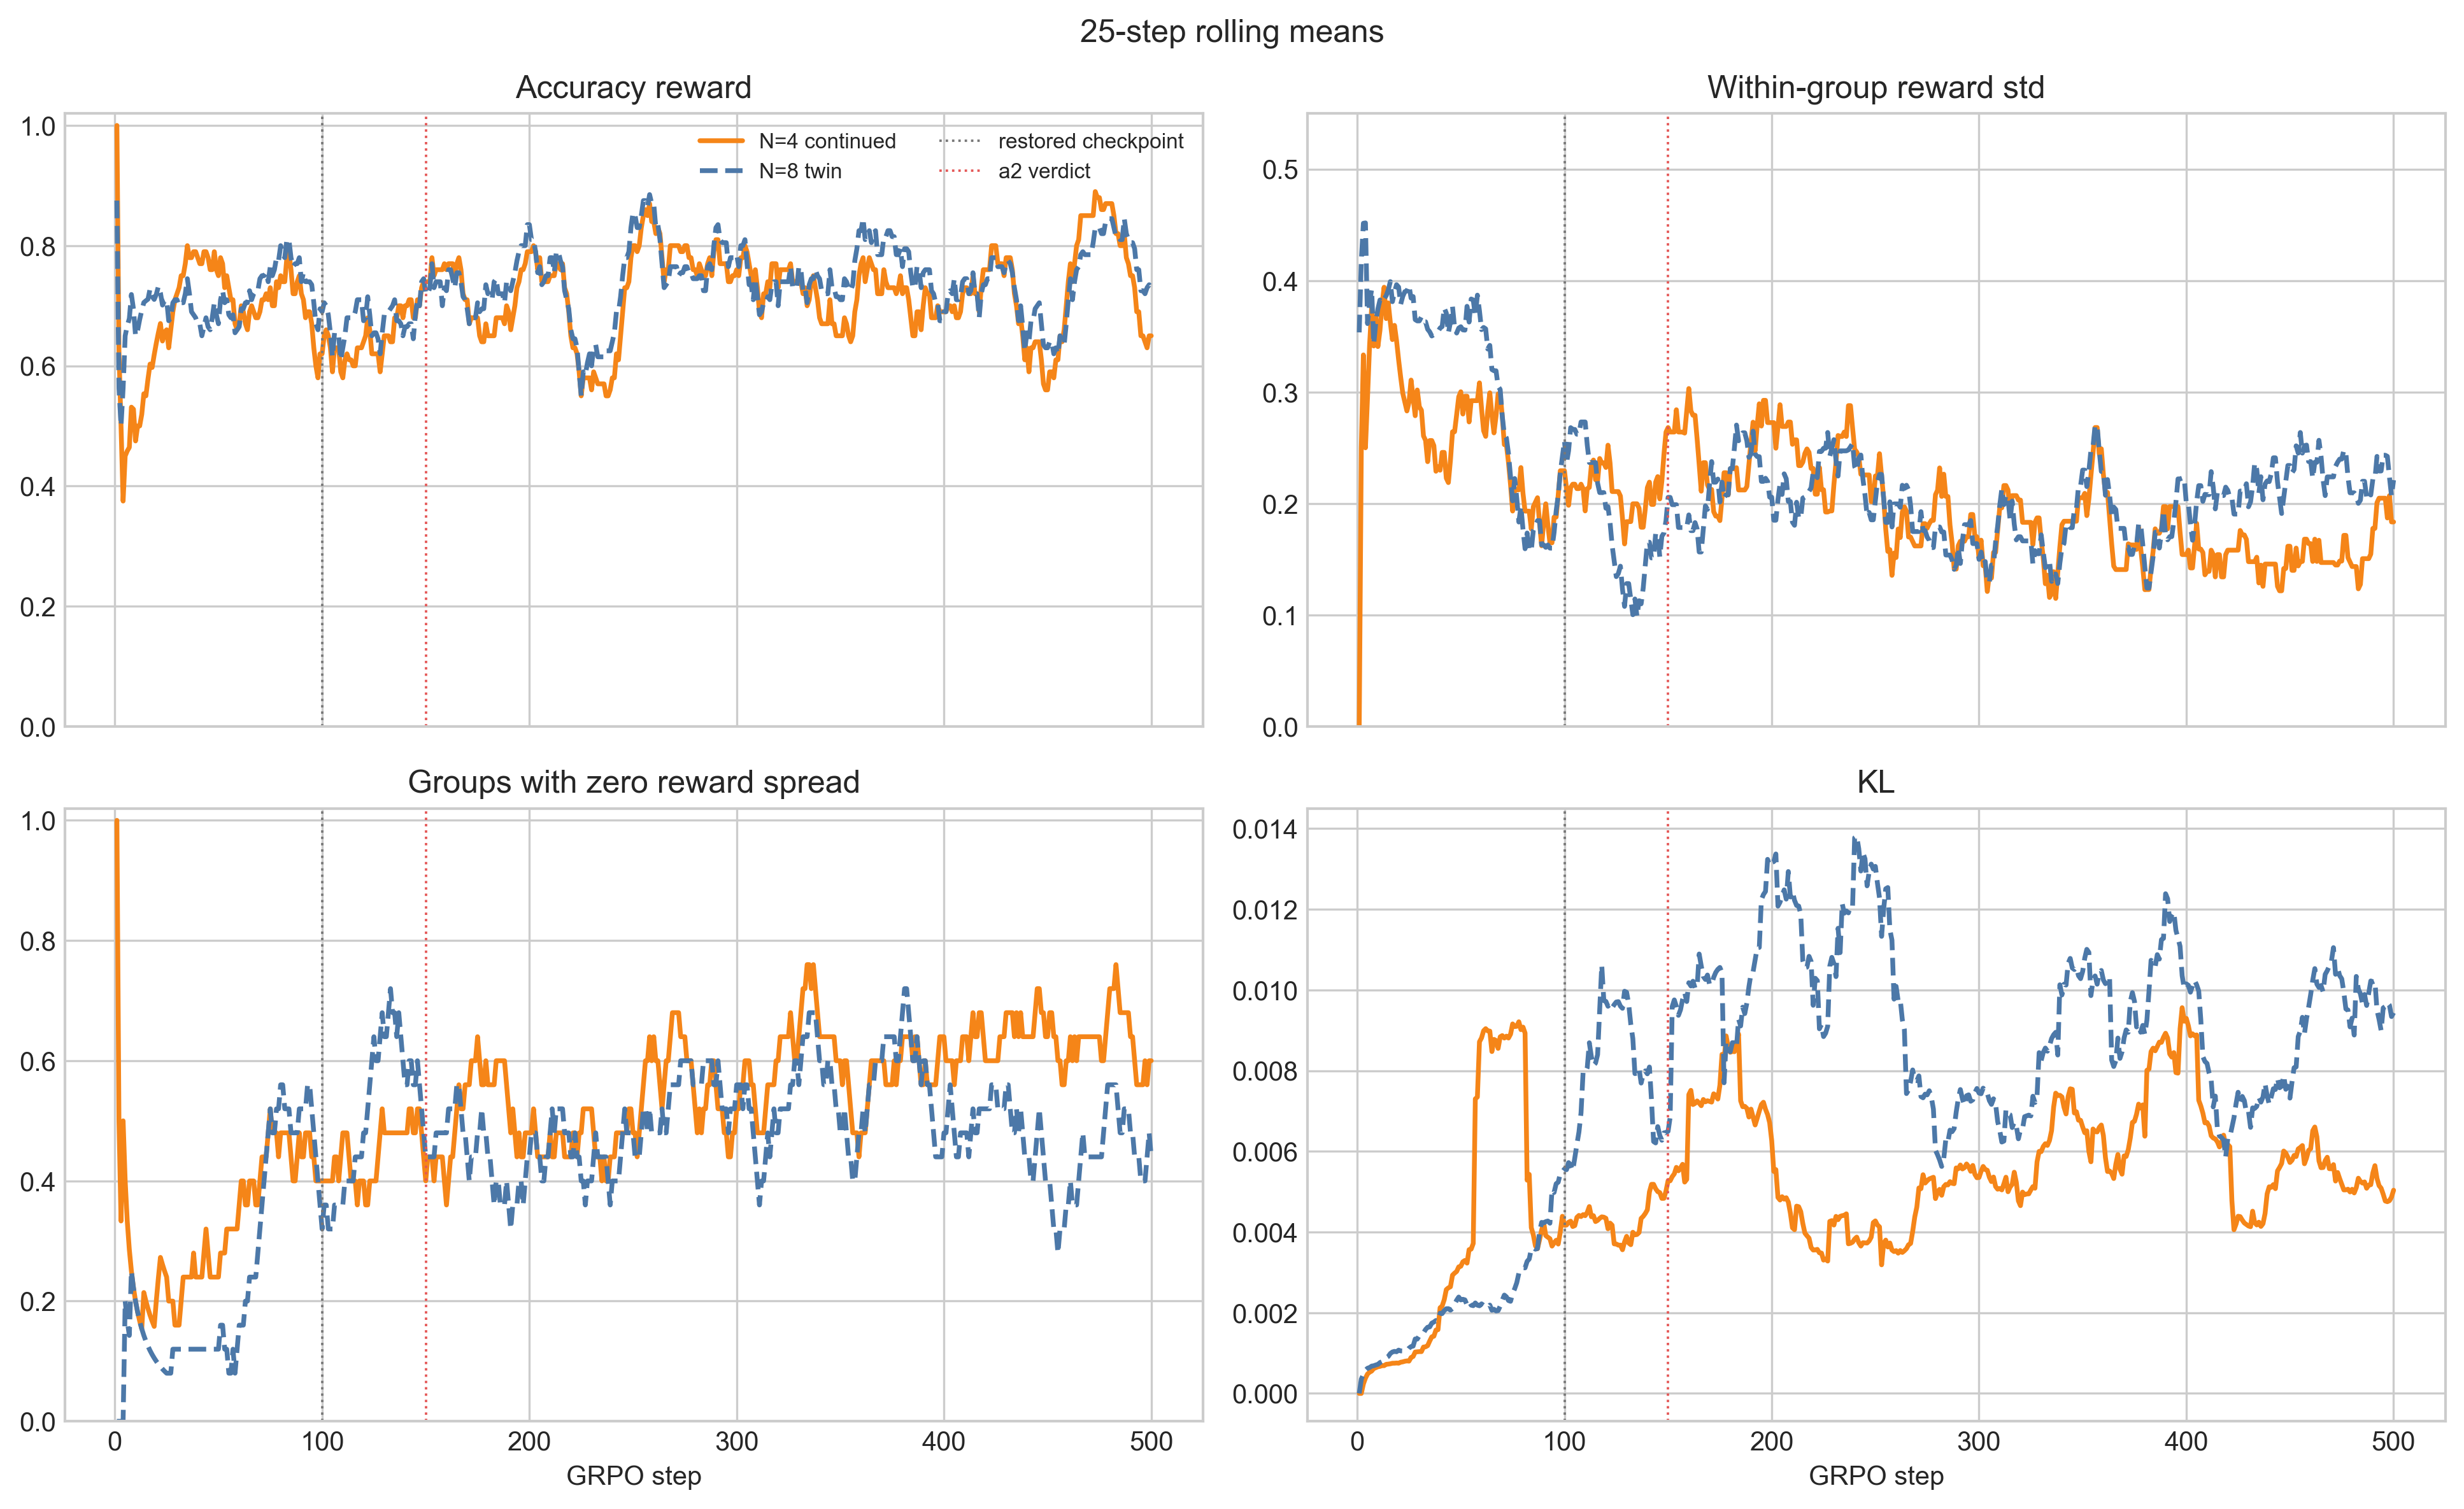 25-step rolling means
Accuracy reward
1.0
0.8
0.6
0.4
0.2
0.0
N=4 continued
N=8 twin
restored checkpoint
a2 verdict
Within-group reward std
0.5
0.4
0.3
0.2
0.1
0.0
Groups with zero reward spread
1.0
0.8
0.6
0.4
0.2
0.0
0 100 200 300 400 500
GRPO step
KL
0.014
0.012
0.010
0.008
0.006
0.004
0.002
0.000
0 100 200 300 400 500
GRPO step